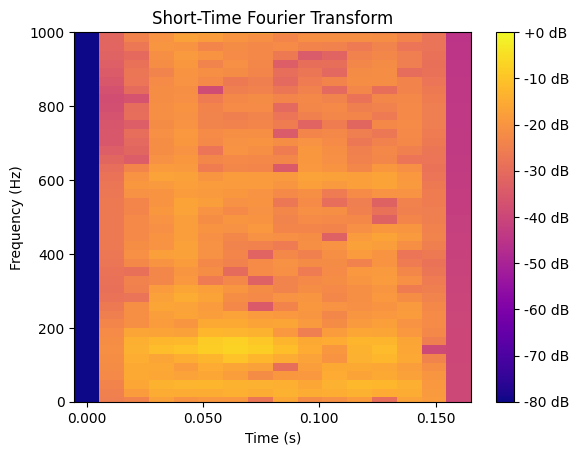 Short-Time Fourier Transform
Frequency (Hz)
1000
800
600
400
200
0
0.000
0.050
0.100
0.150
Time (s)
+0 dB
-10 dB
-20 dB
-30 dB
-40 dB
-50 dB
-60 dB
-70 dB
-80 dB